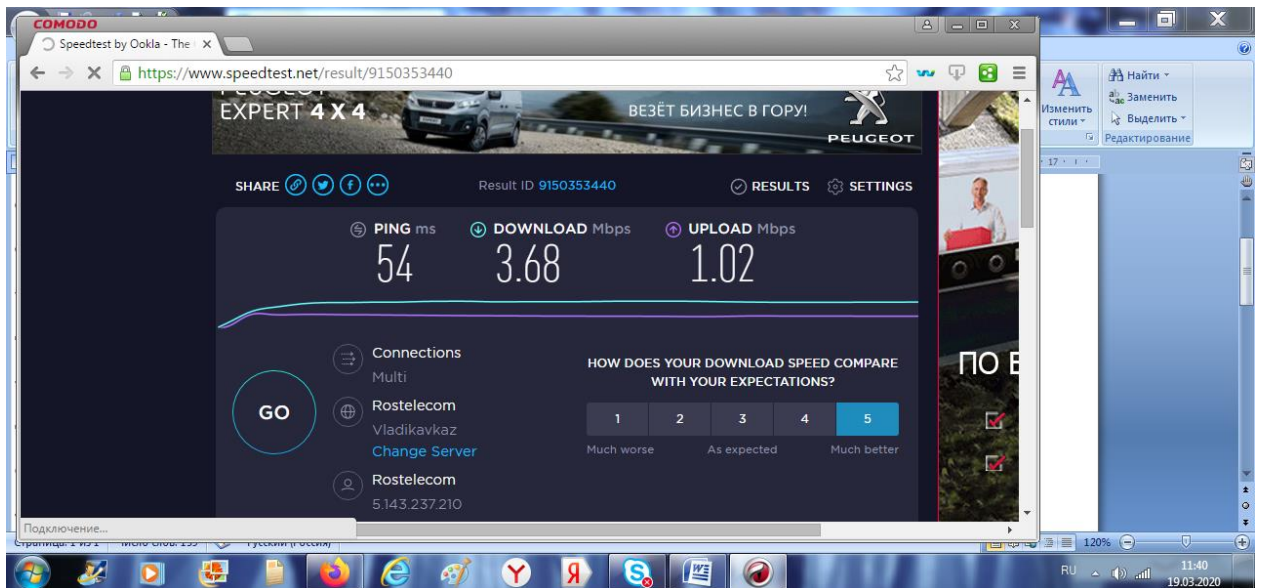 COMODO
Speedtest by Ookla - The
https://www.speedtest.net/result/9150353440
EXPERT 4 X 4
ВЕЗЁТ БИЗНЕС В ГОРУ!
PEUGEOT
SHARE
Result ID 9150353440
RESULTS
SETTINGS
PING ms
DOWNLOAD Mbps
UPLOAD Mbps
54
3.68
1.02
GO
Connections
Multi
Rostelecom
Vladikavkaz
Change Server
Rostelecom
5.143.237.210
HOW DOES YOUR DOWNLOAD SPEED COMPARE
WITH YOUR EXPECTATIONS?
1 2 3 4 5
Much worse
As expected
Much better
ПО
Подключение...
Изменить
стили
Найти
Заменить
Выделить
Редактирование
17
120%
RU
11:40
19.03.2020